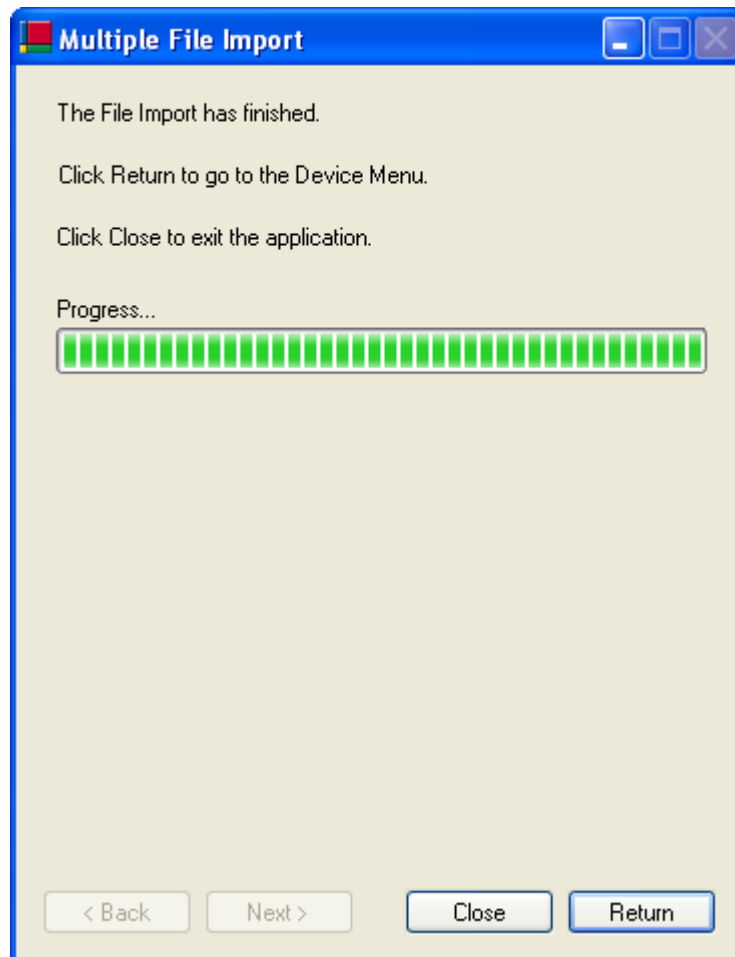 Multiple File Import
The File Import has finished.
Click Return to go to the Device Menu.
Click Close to exit the application.
Progress...
< Back Next > Close Return